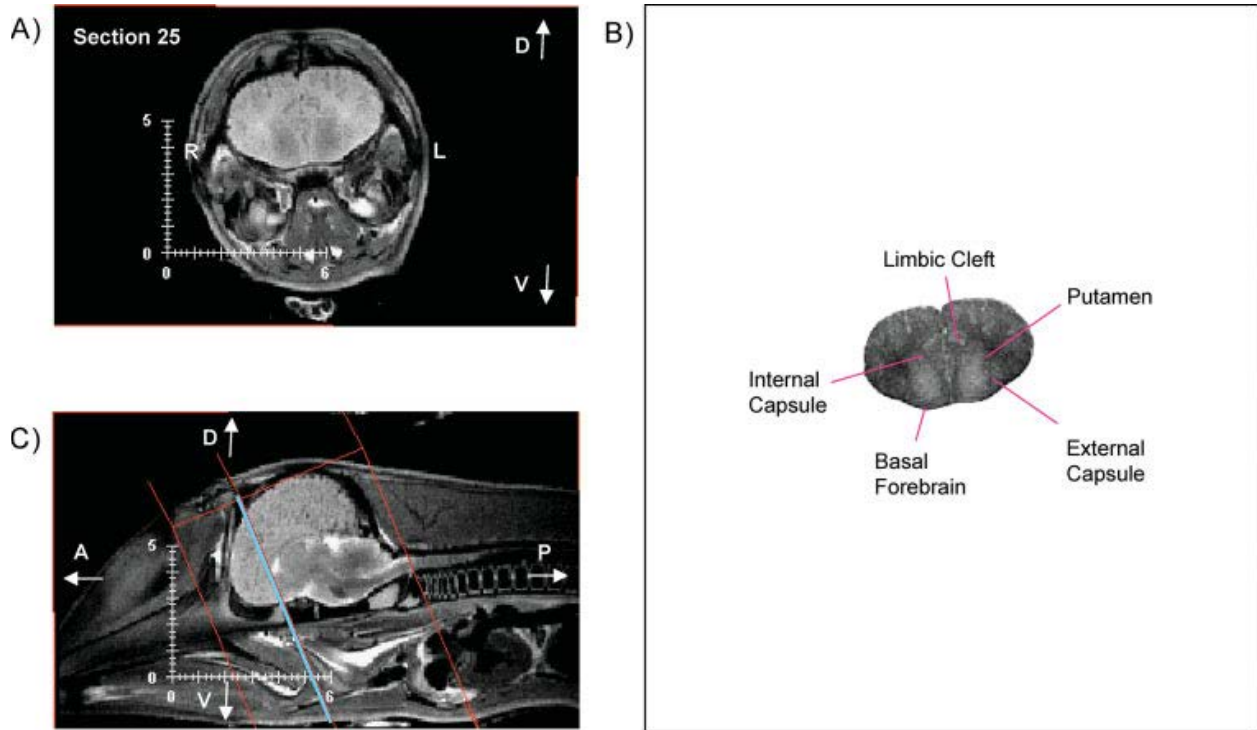 A)
Section 25
D
5
R
L
0
0
6
V
B)
Limbic Cleft
Putamen
Internal
Capsule
Basal
Forebrain
External
Capsule
C)
D
5
A
P
0
0
6
V